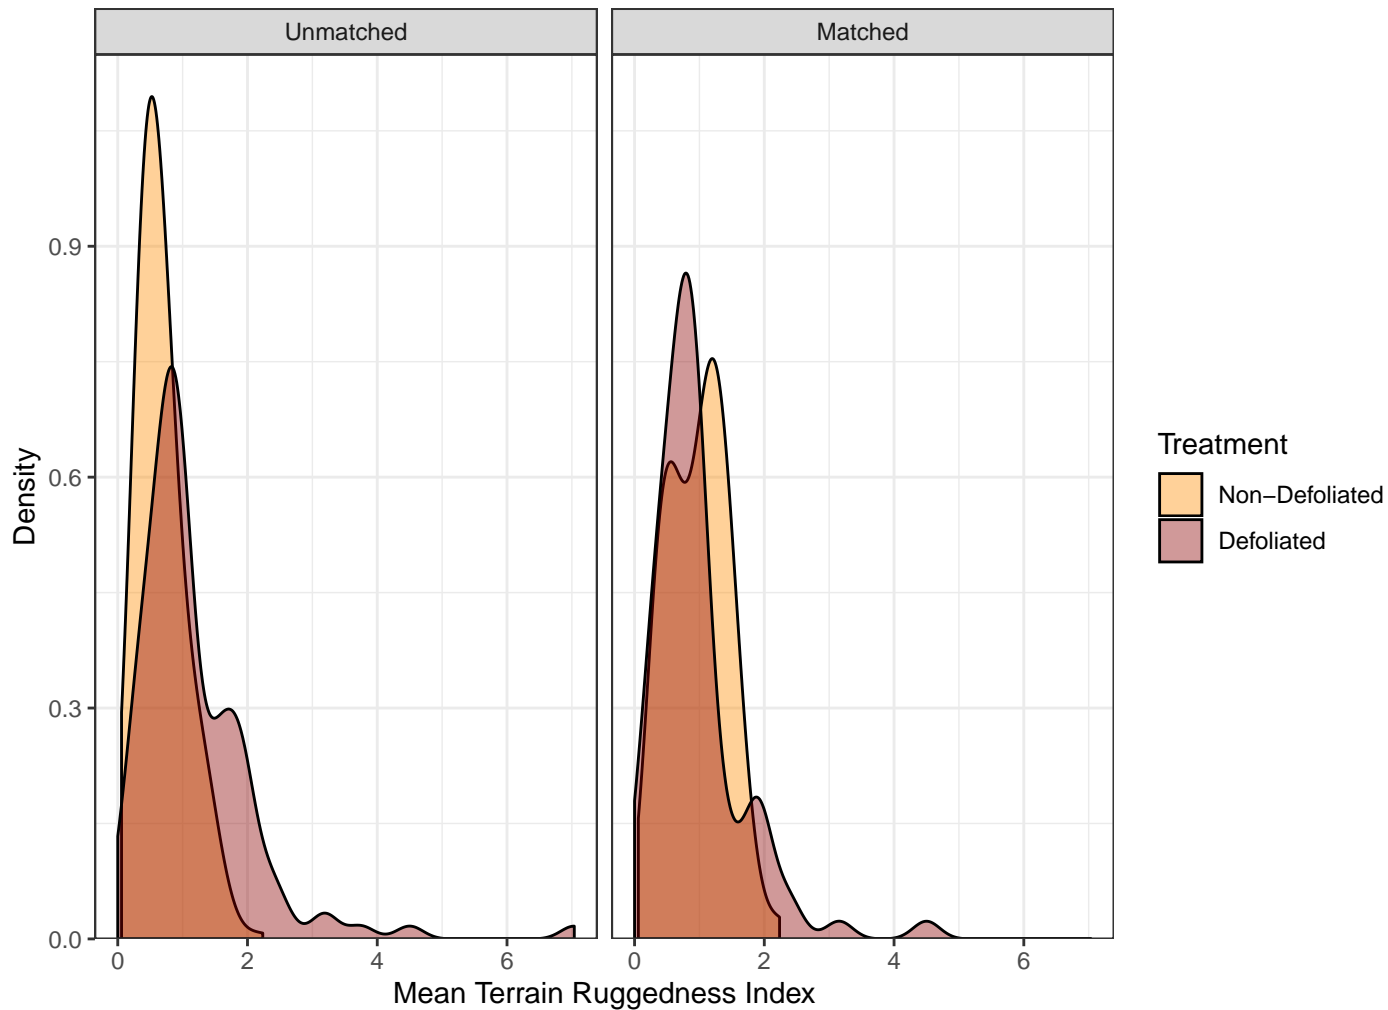 Unmatched
Matched
Density
0.9
0.6
0.3
0.0
0 2 4 6
0 2 4 6
Mean Terrain Ruggedness Index
Treatment
Non−Defoliated
Defoliated